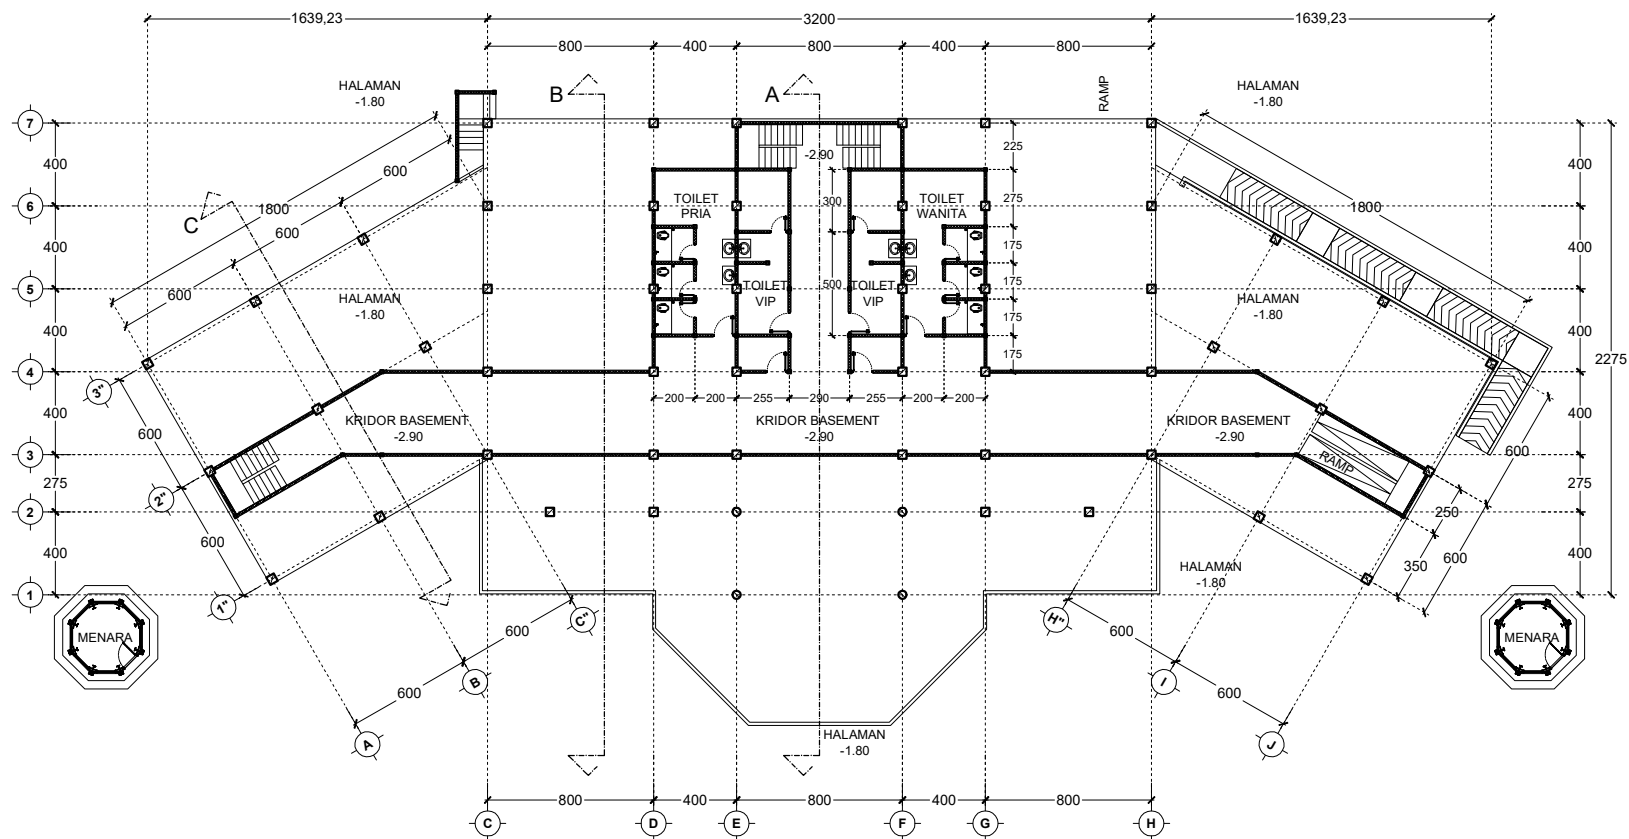 1639,23
3200
1639,23
800
400
800
400
800
HALAMAN
-1.80
B
A
RAMP
HALAMAN
-1.80
7
6
5
4
3
2
1
400
400
400
400
275
400
600
1800
600
600
C
-2.90
TOILET
PRIA
TOILET
WANITA
TOILET
VIP
TOILET
VIP
300
500
225
275
175
175
175
175
HALAMAN
-1.80
HALAMAN
-1.80
1800
400
400
400
400
275
400
2275
200
200
255
290
255
200
200
KRIDOR BASEMENT
-2.90
KRIDOR BASEMENT
-2.90
KRIDOR BASEMENT
-2.90
RAMP
3"
2"
1"
600
600
600
250
350
600
HALAMAN
-1.80
MENARA
MENARA
C"
B
A
600
600
H"
I
J
600
600
HALAMAN
-1.80
800
400
800
400
800
C
D
E
F
G
H